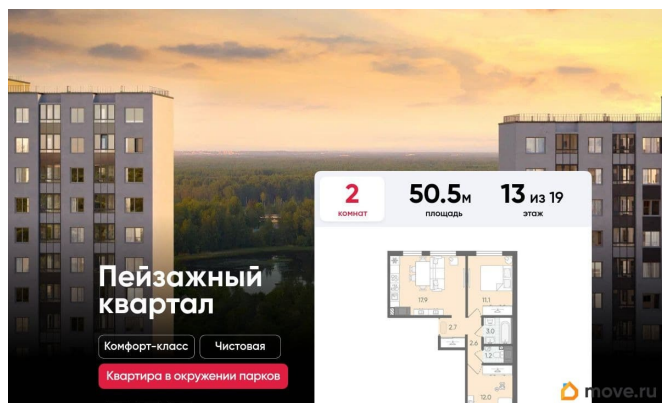 2
комнат
50.5м
площадь
13 из 19
этаж
Пейзажный
квартал
Комфорт-класс
Чистовая
Квартира в окружении парков
17.9
11.1
2.7
3.0
2.6
1.2
12.0
move.ru